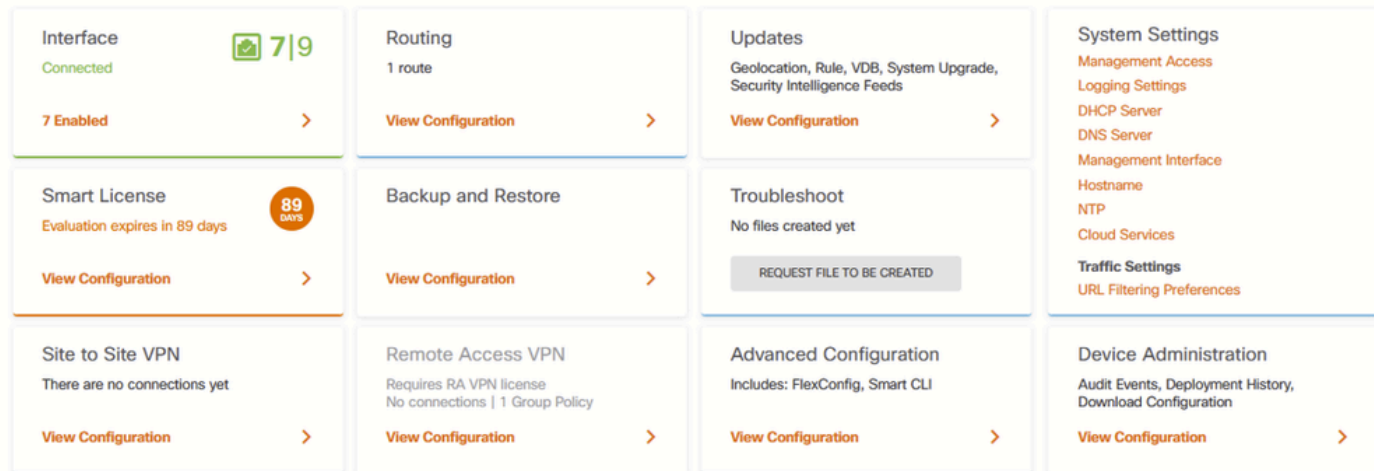 Interface
7|9
Connected
7 Enabled
Routing
1 route
View Configuration
Updates
Geolocation, Rule, VDB, System Upgrade,
Security Intelligence Feeds
View Configuration
System Settings
Management Access
Logging Settings
DHCP Server
DNS Server
Management Interface
Hostname
NTP
Cloud Services
Traffic Settings
URL Filtering Preferences
Smart License
89
DAYS
Evaluation expires in 89 days
View Configuration
Backup and Restore
View Configuration
Troubleshoot
No files created yet
REQUEST FILE TO BE CREATED
Site to Site VPN
There are no connections yet
View Configuration
Remote Access VPN
Requires RA VPN license
No connections | 1 Group Policy
View Configuration
Advanced Configuration
Includes: FlexConfig, Smart CLI
View Configuration
Device Administration
Audit Events, Deployment History,
Download Configuration
View Configuration